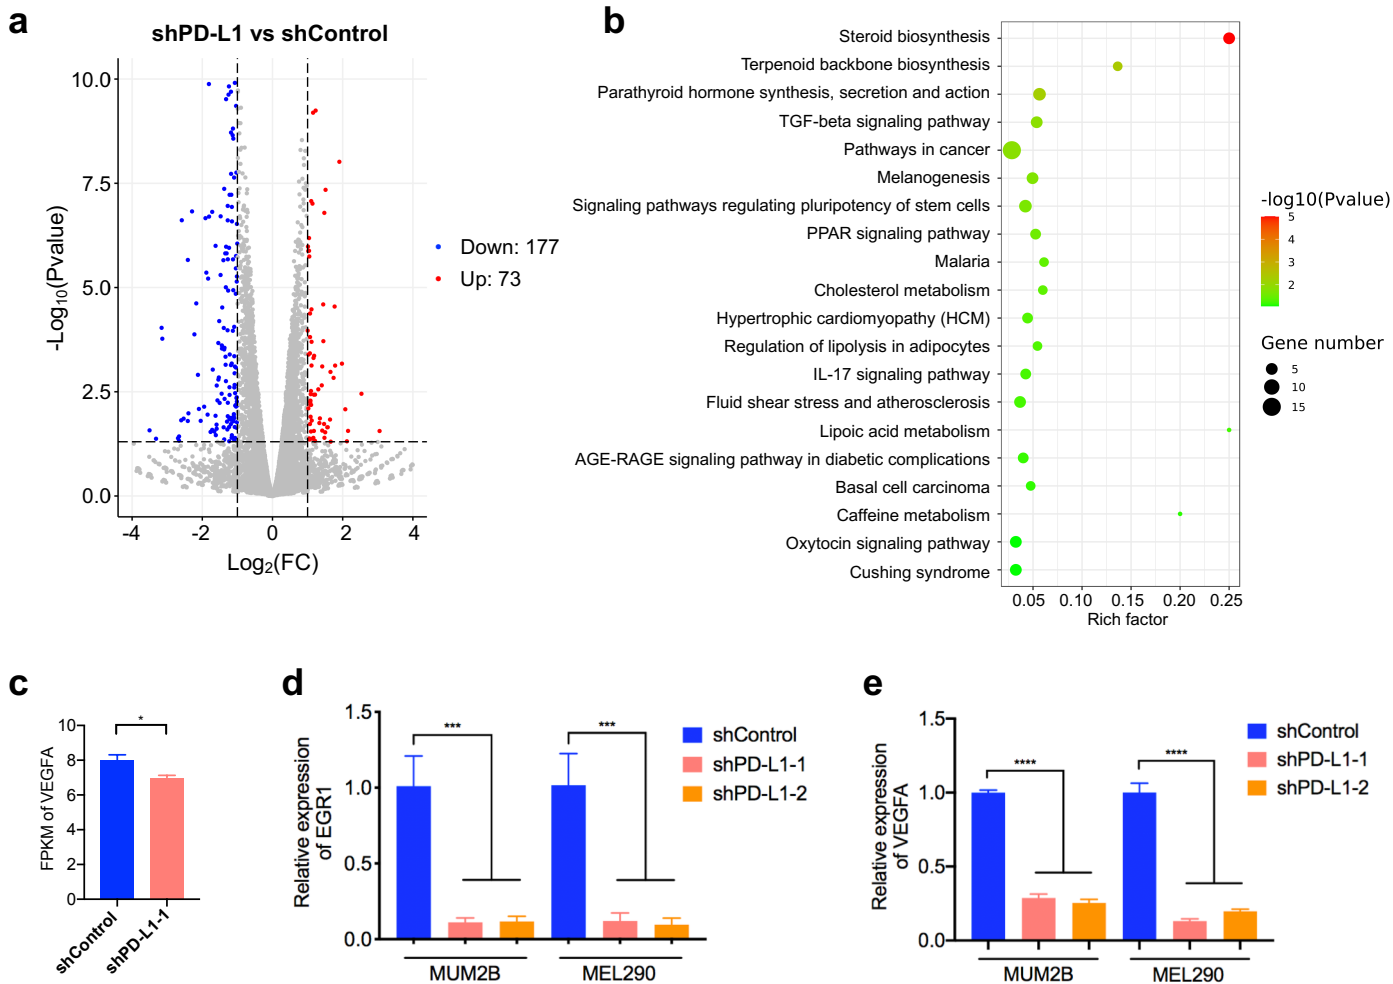 a
shPD-L1 vs shControl
10.0
7.5
5.0
2.5
0.0
-Log10(Pvalue)
-4 -2 0 2 4
Log2(FC)
Down: 177
Up: 73
b
Steroid biosynthesis
Terpenoid backbone biosynthesis
Parathyroid hormone synthesis, secretion and action
TGF-beta signaling pathway
Pathways in cancer
Melanogenesis
Signaling pathways regulating pluripotency of stem cells
PPAR signaling pathway
Malaria
Cholesterol metabolism
Hypertrophic cardiomyopathy (HCM)
Regulation of lipolysis in adipocytes
IL-17 signaling pathway
Fluid shear stress and atherosclerosis
Lipoic acid metabolism
AGE-RAGE signaling pathway in diabetic complications
Basal cell carcinoma
Caffeine metabolism
Oxytocin signaling pathway
Cushing syndrome
0.05 0.10 0.15 0.20 0.25
Rich factor
-log10(Pvalue)
5
4
3
2
Gene number
5
10
15
c
FPKM of VEGFA
10
8
6
4
2
0
*
shControl
shPD-L1-1
d
Relative expression
of EGR1
1.5
1.0
0.5
0.0
***
***
MUM2B
MEL290
shControl
shPD-L1-1
shPD-L1-2
e
Relative expression
of VEGFA
1.5
1.0
0.5
0.0
****
****
MUM2B
MEL290
shControl
shPD-L1-1
shPD-L1-2